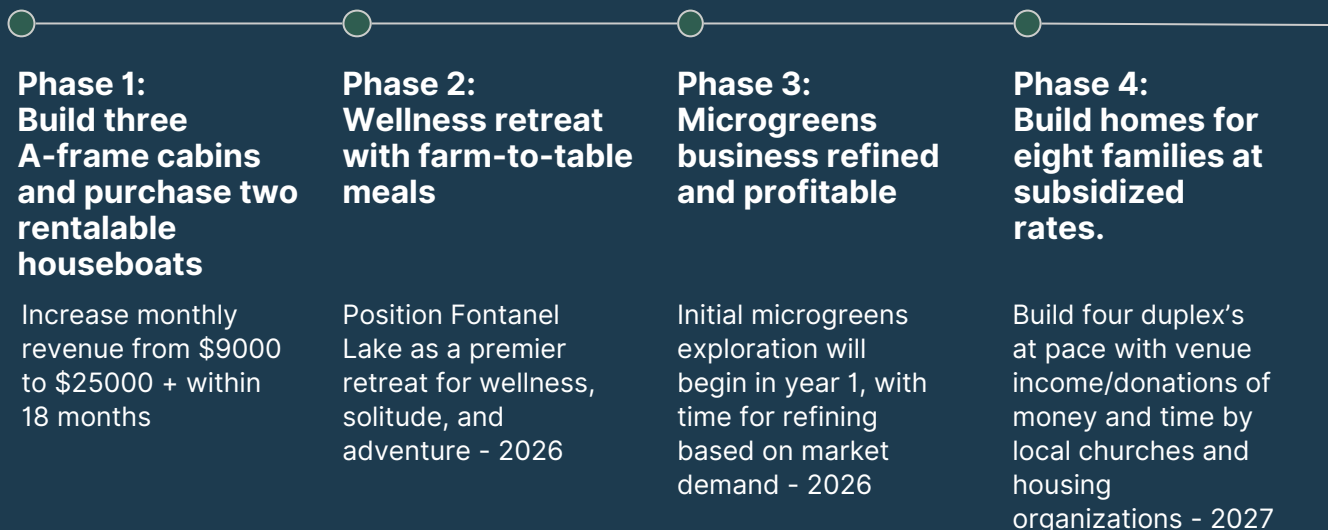 Phase 1:
Build three
A-frame cabins
and purchase two
rentalable
houseboats
Increase monthly
revenue from $9000
to $25000 + within
18 months
Phase 2:
Wellness retreat
with farm-to-table
meals
Position Fontanel
Lake as a premier
retreat for wellness,
solitude, and
adventure - 2026
Phase 3:
Microgreens
business refined
and profitable
Initial microgreens
exploration will
begin in year 1, with
time for refining
based on market
demand - 2026
Phase 4:
Build homes for
eight families at
subsidized
rates.
Build four duplex’s
at pace with venue
income/donations of
money and time by
local churches and
housing
organizations - 2027